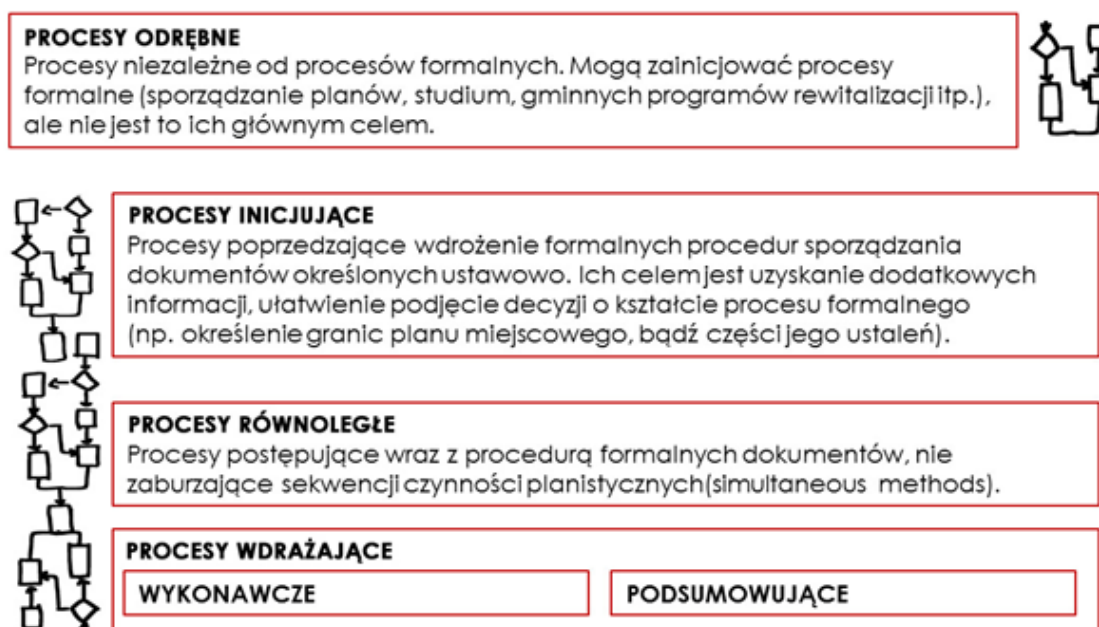 PROCESY ODRĘBNE
Procesy niezależne od procesów formalnych. Mogą zainicjować procesy
formalne (sporządzanie planów, studium, gminnych programów rewitalizacji itp.),
ale nie jest to ich głównym celem.
PROCESY INICJUJĄCE
Procesy poprzedzające wdrożenie formalnych procedur sporządzania
dokumentów określonych ustawowo. Ich celem jest uzyskanie dodatkowych
informacji, ułatwienie podjęcie decyzji o kształcie procesu formalnego
(np. określenie granic planu miejscowego, bądź części jego ustaleń).
PROCESY RÓWNOLEGŁE
Procesy postępujące wraz z procedurą formalnych dokumentów, nie
zaburzające sekwencji czynności planistycznych (simultaneous methods).
PROCESY WDRAŻAJĄCE
WYKONAWCZE
PODSUMOWUJĄCE